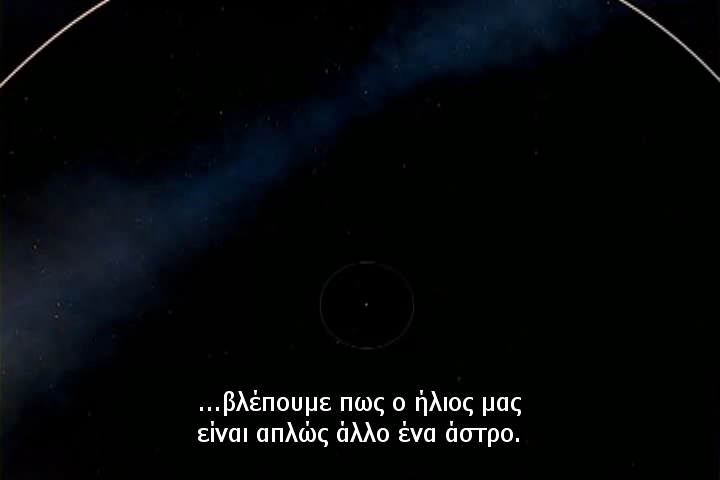 ...βλέπουμε πως ο ήλιος μας
είναι απλώς άλλο ένα άστρο.